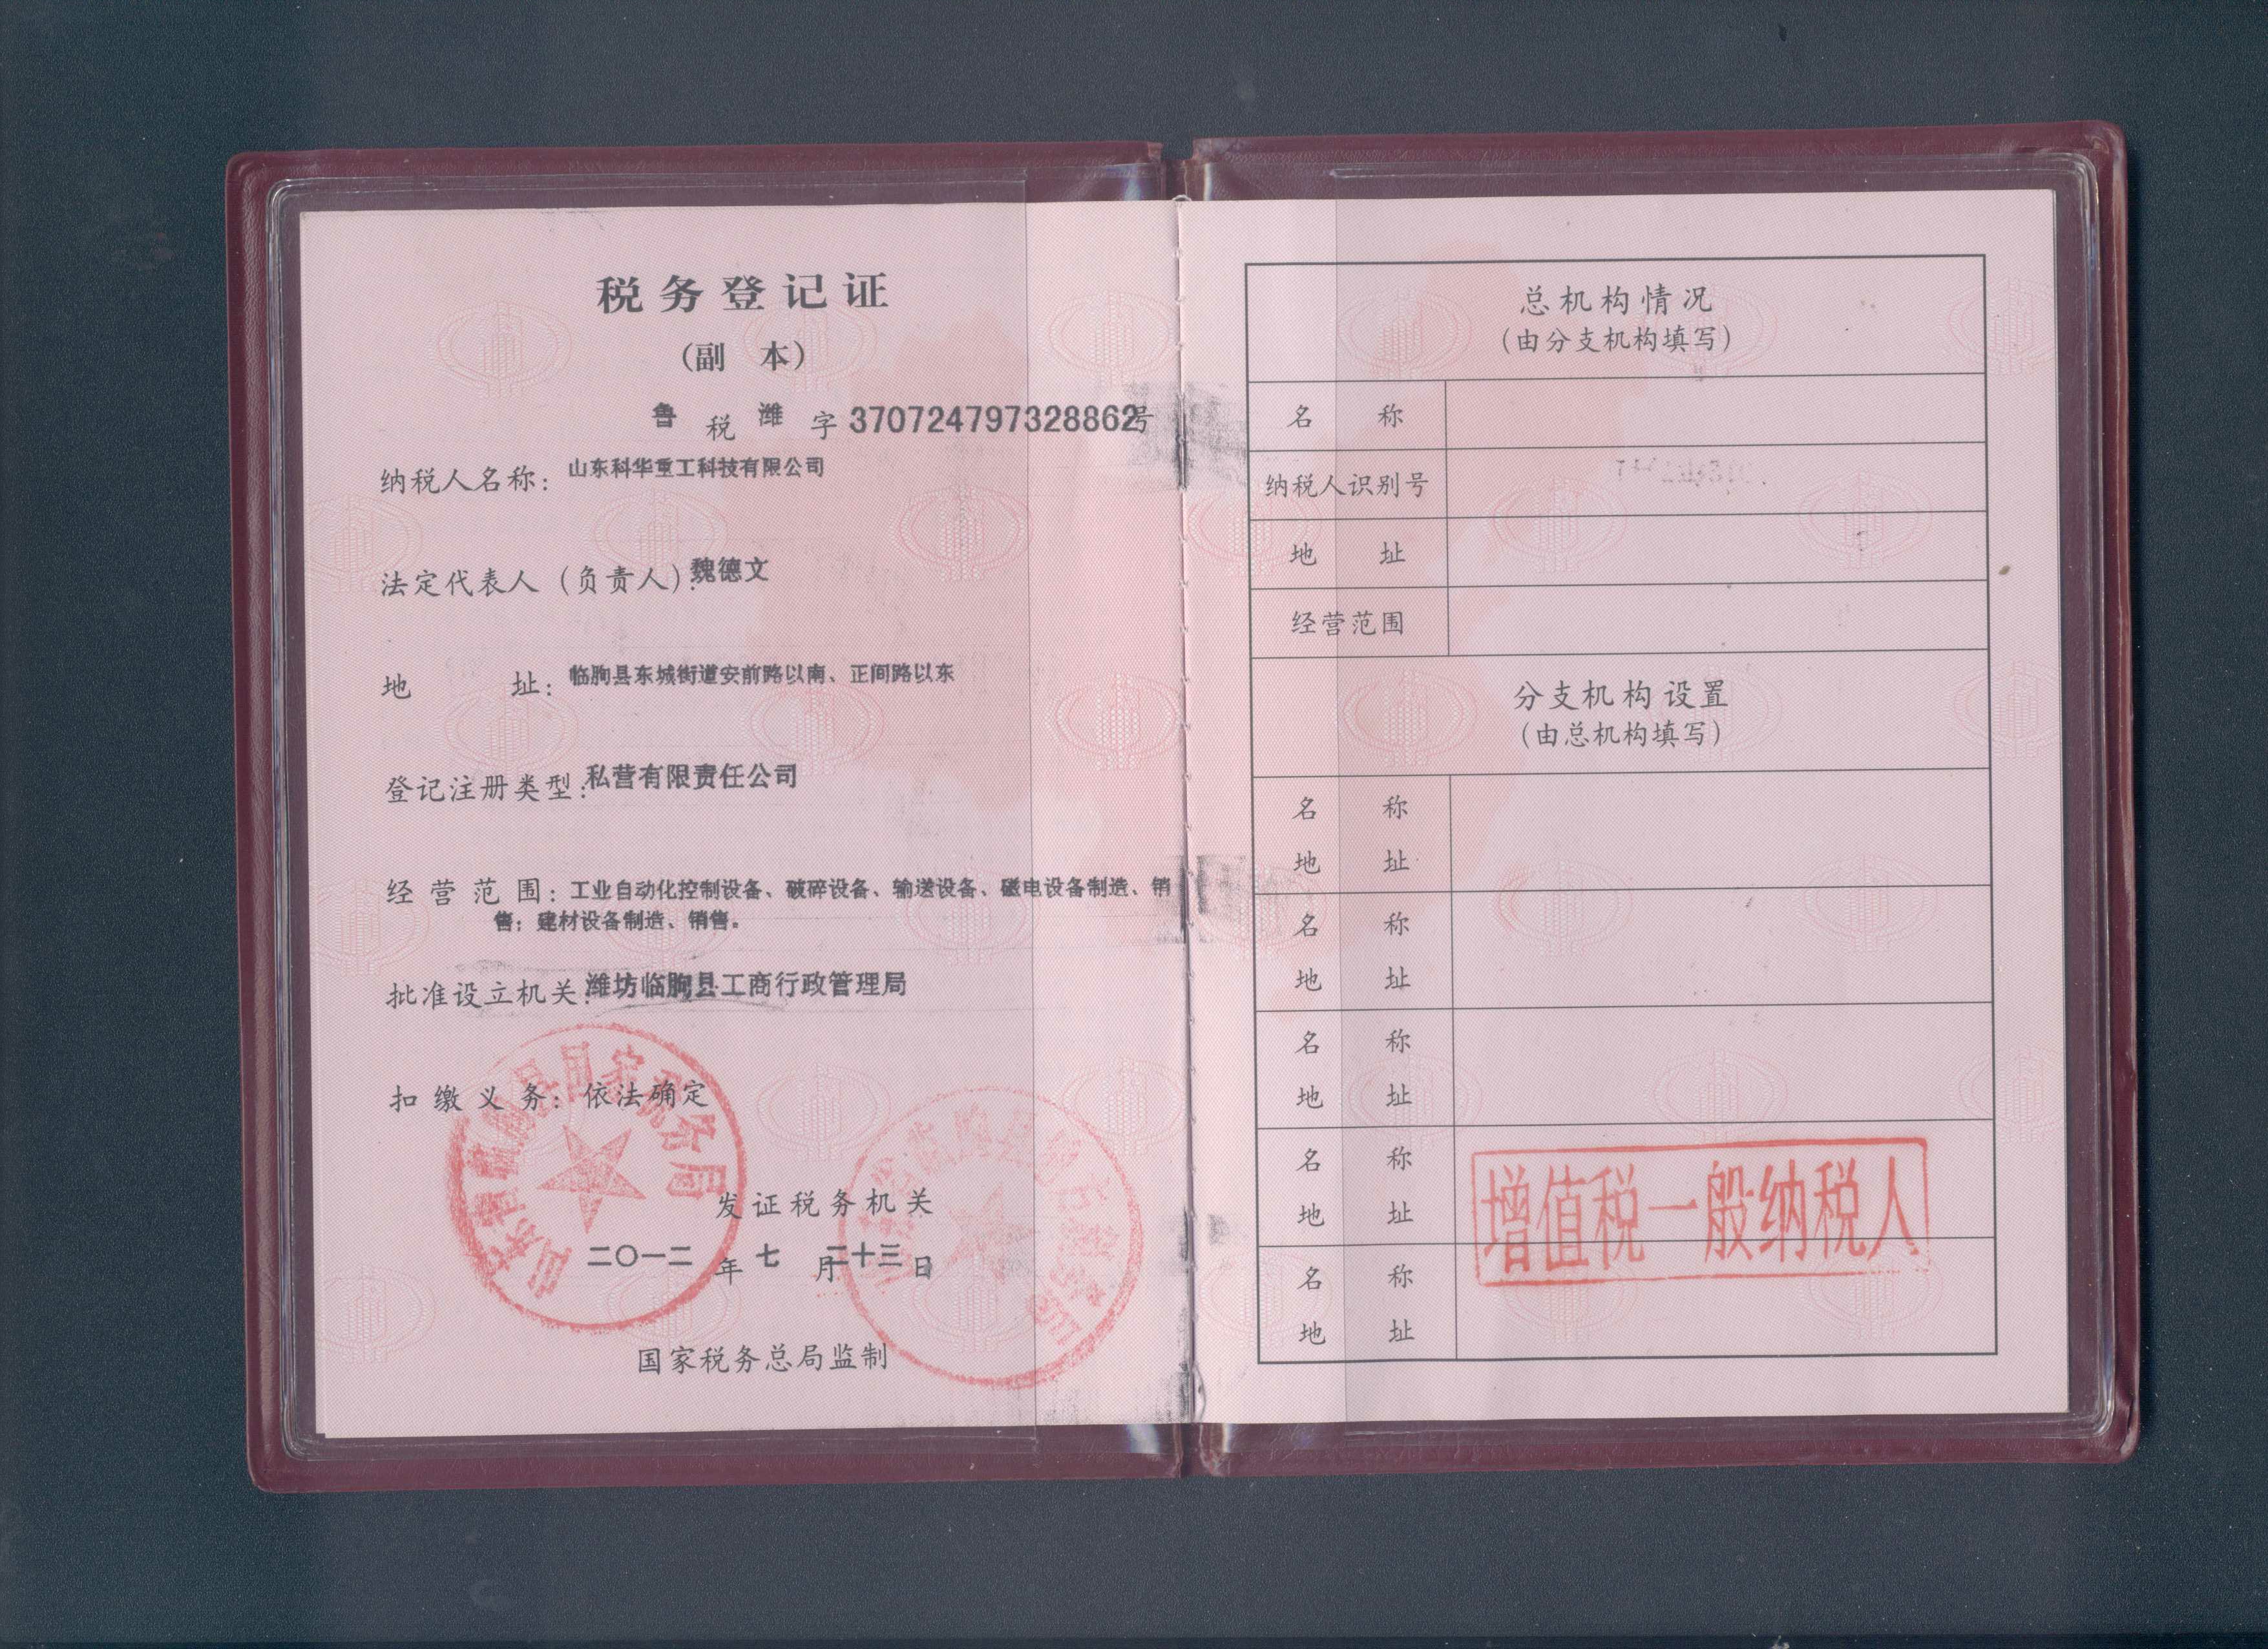 税务登记证
(副 本)
鲁 税 潍 字 370724797328862号
纳税人名称: 山东科华重工科技有限公司
法定代表人(负责人): 魏德文
地 址: 临朐县东城街道安前路以南、正间路以东
登记注册类型: 私营有限责任公司
经营范围: 工业自动化控制设备、破碎设备、输送设备、磁电设备制造、销
售；建材设备制造、销售。
批准设立机关: 潍坊临朐县工商行政管理局
扣缴义务: 依法确定
山东省临朐县国家税务局
发证税务机关
二〇一二 年 七 月 二十三 日
国家税务总局监制
总机构情况
(由分支机构填写)
名 称
纳税人识别号
地 址
经营范围
分支机构设置
(由总机构填写)
名 称
地 址
名 称
地 址
名 称
地 址
名 称
地 址
增值税一般纳税人
名 称
地 址